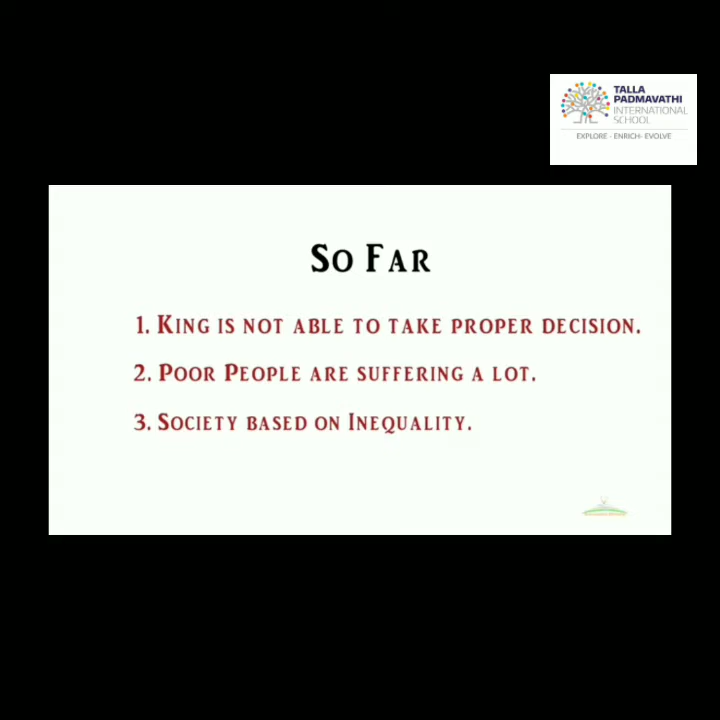 TALLA
PADMAVATHI
INTERNATIONAL
SCHOOL
EXPLORE - ENRICH- EVOLVE
SO FAR
1. KING IS NOT ABLE TO TAKE PROPER DECISION.
2. POOR PEOPLE ARE SUFFERING A LOT.
3. SOCIETY BASED ON INEQUALITY.